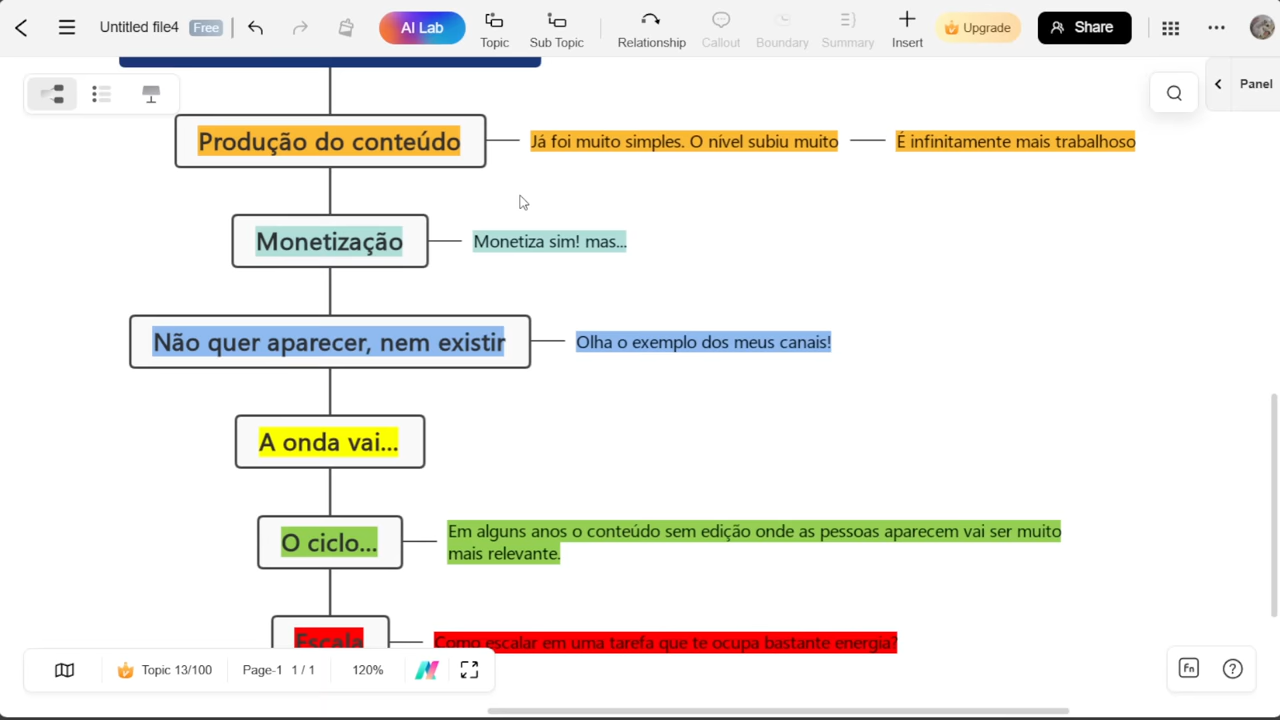 Untitled file4 Free
AI Lab
Topic
Sub Topic
Relationship
Callout
Boundary
Summary
Insert
Upgrade
Share
Panel
Produção do conteúdo
Já foi muito simples. O nível subiu muito
É infinitamente mais trabalhoso
Monetização
Monetiza sim! mas...
Não quer aparecer, nem existir
Olha o exemplo dos meus canais!
A onda vai...
O ciclo...
Em alguns anos o conteúdo sem edição onde as pessoas aparecem vai ser muito
mais relevante.
Escala
Como escalar em uma tarefa que te ocupa bastante energia?
Topic 13/100
Page-1 1 / 1
120%
Fn